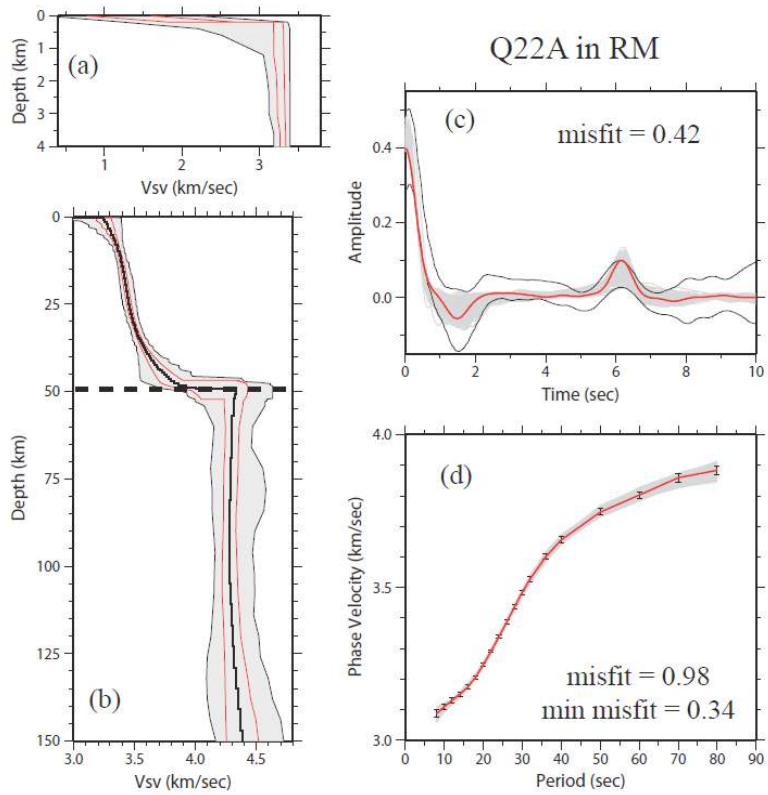 Q22A in RM
0
1
2
3
4
Depth (km)
(a)
1 2 3
Vsv (km/sec)
0
25
50
75
100
125
150
Depth (km)
(b)
3.0 3.5 4.0 4.5
Vsv (km/sec)
(c)
misfit = 0.42
0.4
0.2
0.0
Amplitude
0 2 4 6 8 10
Time (sec)
4.0
3.5
3.0
Phase Velocity (km/sec)
(d)
misfit = 0.98
min misfit = 0.34
0 10 20 30 40 50 60 70 80 90
Period (sec)